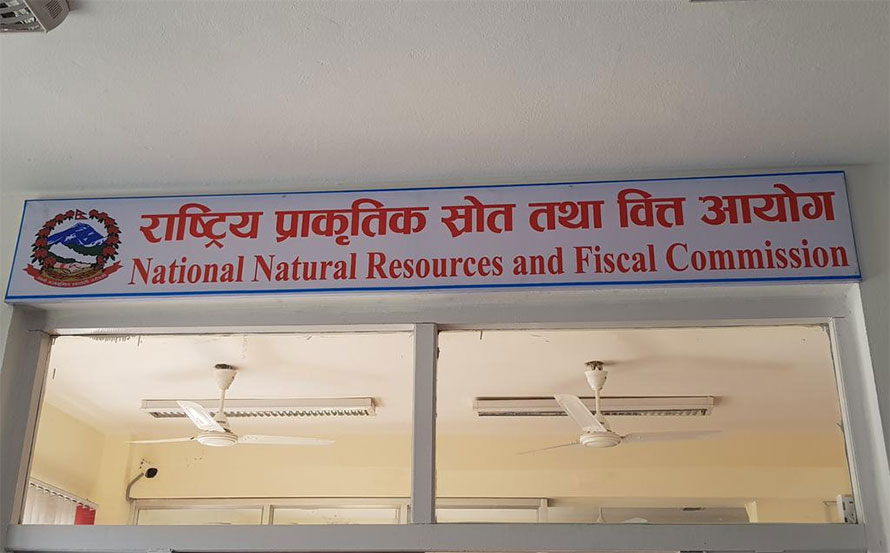 राष्ट्रिय प्राकृतिक स्रोत तथा वित्त आयोग
National Natural Resources and Fiscal Commission